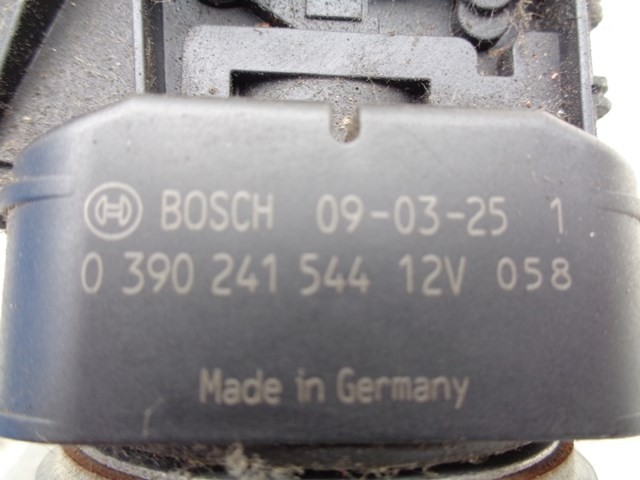 BOSCH 09-03-25 1
0 390 241 544 12V 058
Made in Germany